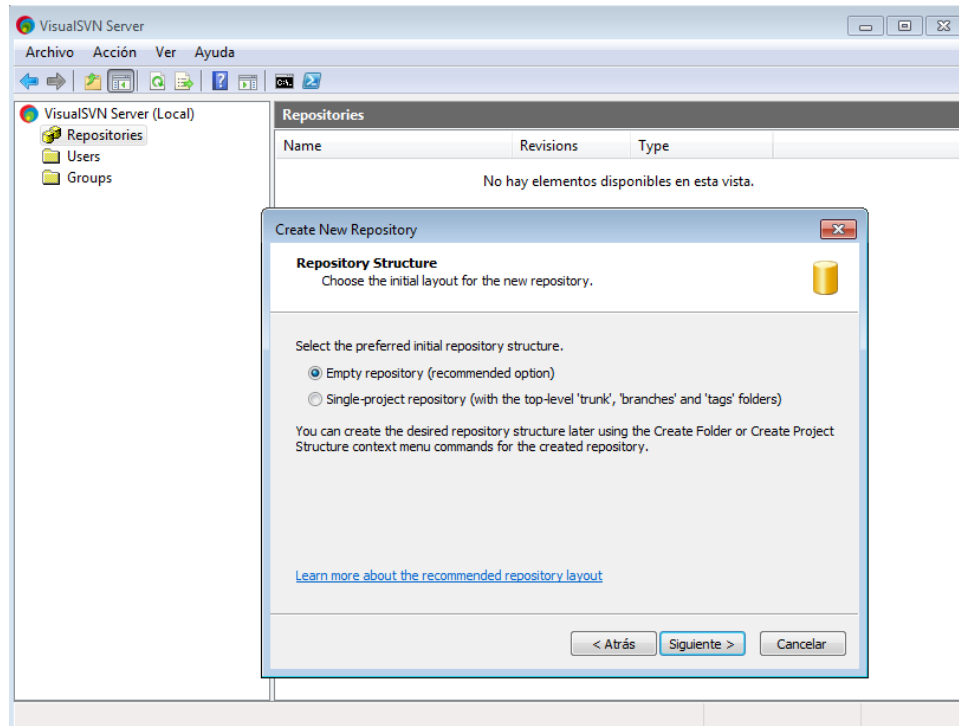 VisualSVN Server
Archivo Acción Ver Ayuda
VisualSVN Server (Local)
Repositories
Users
Groups
Repositories
Name Revisions Type
No hay elementos disponibles en esta vista.
Create New Repository
Repository Structure
Choose the initial layout for the new repository.
Select the preferred initial repository structure.
Empty repository (recommended option)
Single-project repository (with the top-level 'trunk', 'branches' and 'tags' folders)
You can create the desired repository structure later using the Create Folder or Create Project
Structure context menu commands for the created repository.
Learn more about the recommended repository layout
< Atrás Siguiente > Cancelar